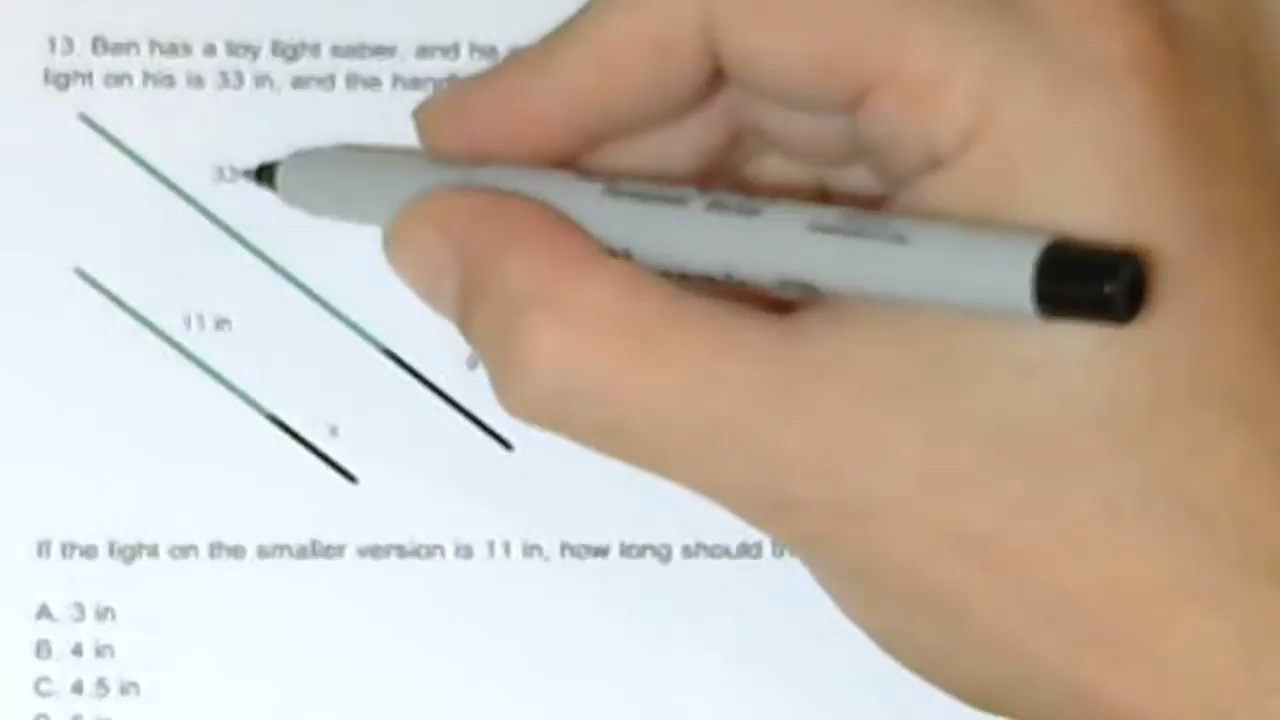 13. Ben has a toy light saber, and he
light on his is 33 in, and the hand
33
11 in
x
If the light on the smaller version is 11 in, how long should
A. 3 in
B. 4 in
C. 4.5 in